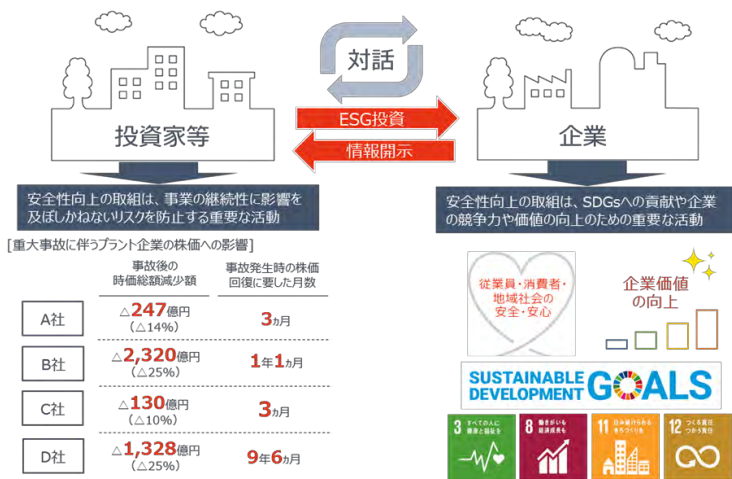 対話
投資家等
ESG投資
情報開示
企業
安全性向上の取組は、事業の継続性に影響を
及ぼしかねないリスクを防止する重要な活動
安全性向上の取組は、SDGsへの貢献や企業
の競争力や価値の向上のための重要な活動
[重大事故に伴うプラント企業の株価への影響]
事故後の
時価総額減少額
事故発生時の株価
回復に要した月数
A社
△247億円
(△14%)
3ヵ月
B社
△2,320億円
(△25%)
1年1ヵ月
C社
△130億円
(△10%)
3ヵ月
D社
△1,328億円
(△25%)
9年6ヵ月
従業員・消費者・
地域社会の
安全・安心
企業価値
の向上
SUSTAINABLE
DEVELOPMENT
GOALS
3 すべての人に
健康と福祉を
8 働きがいも
経済成長も
11 住み続けられる
まちづくりを
12 つくる責任
つかう責任